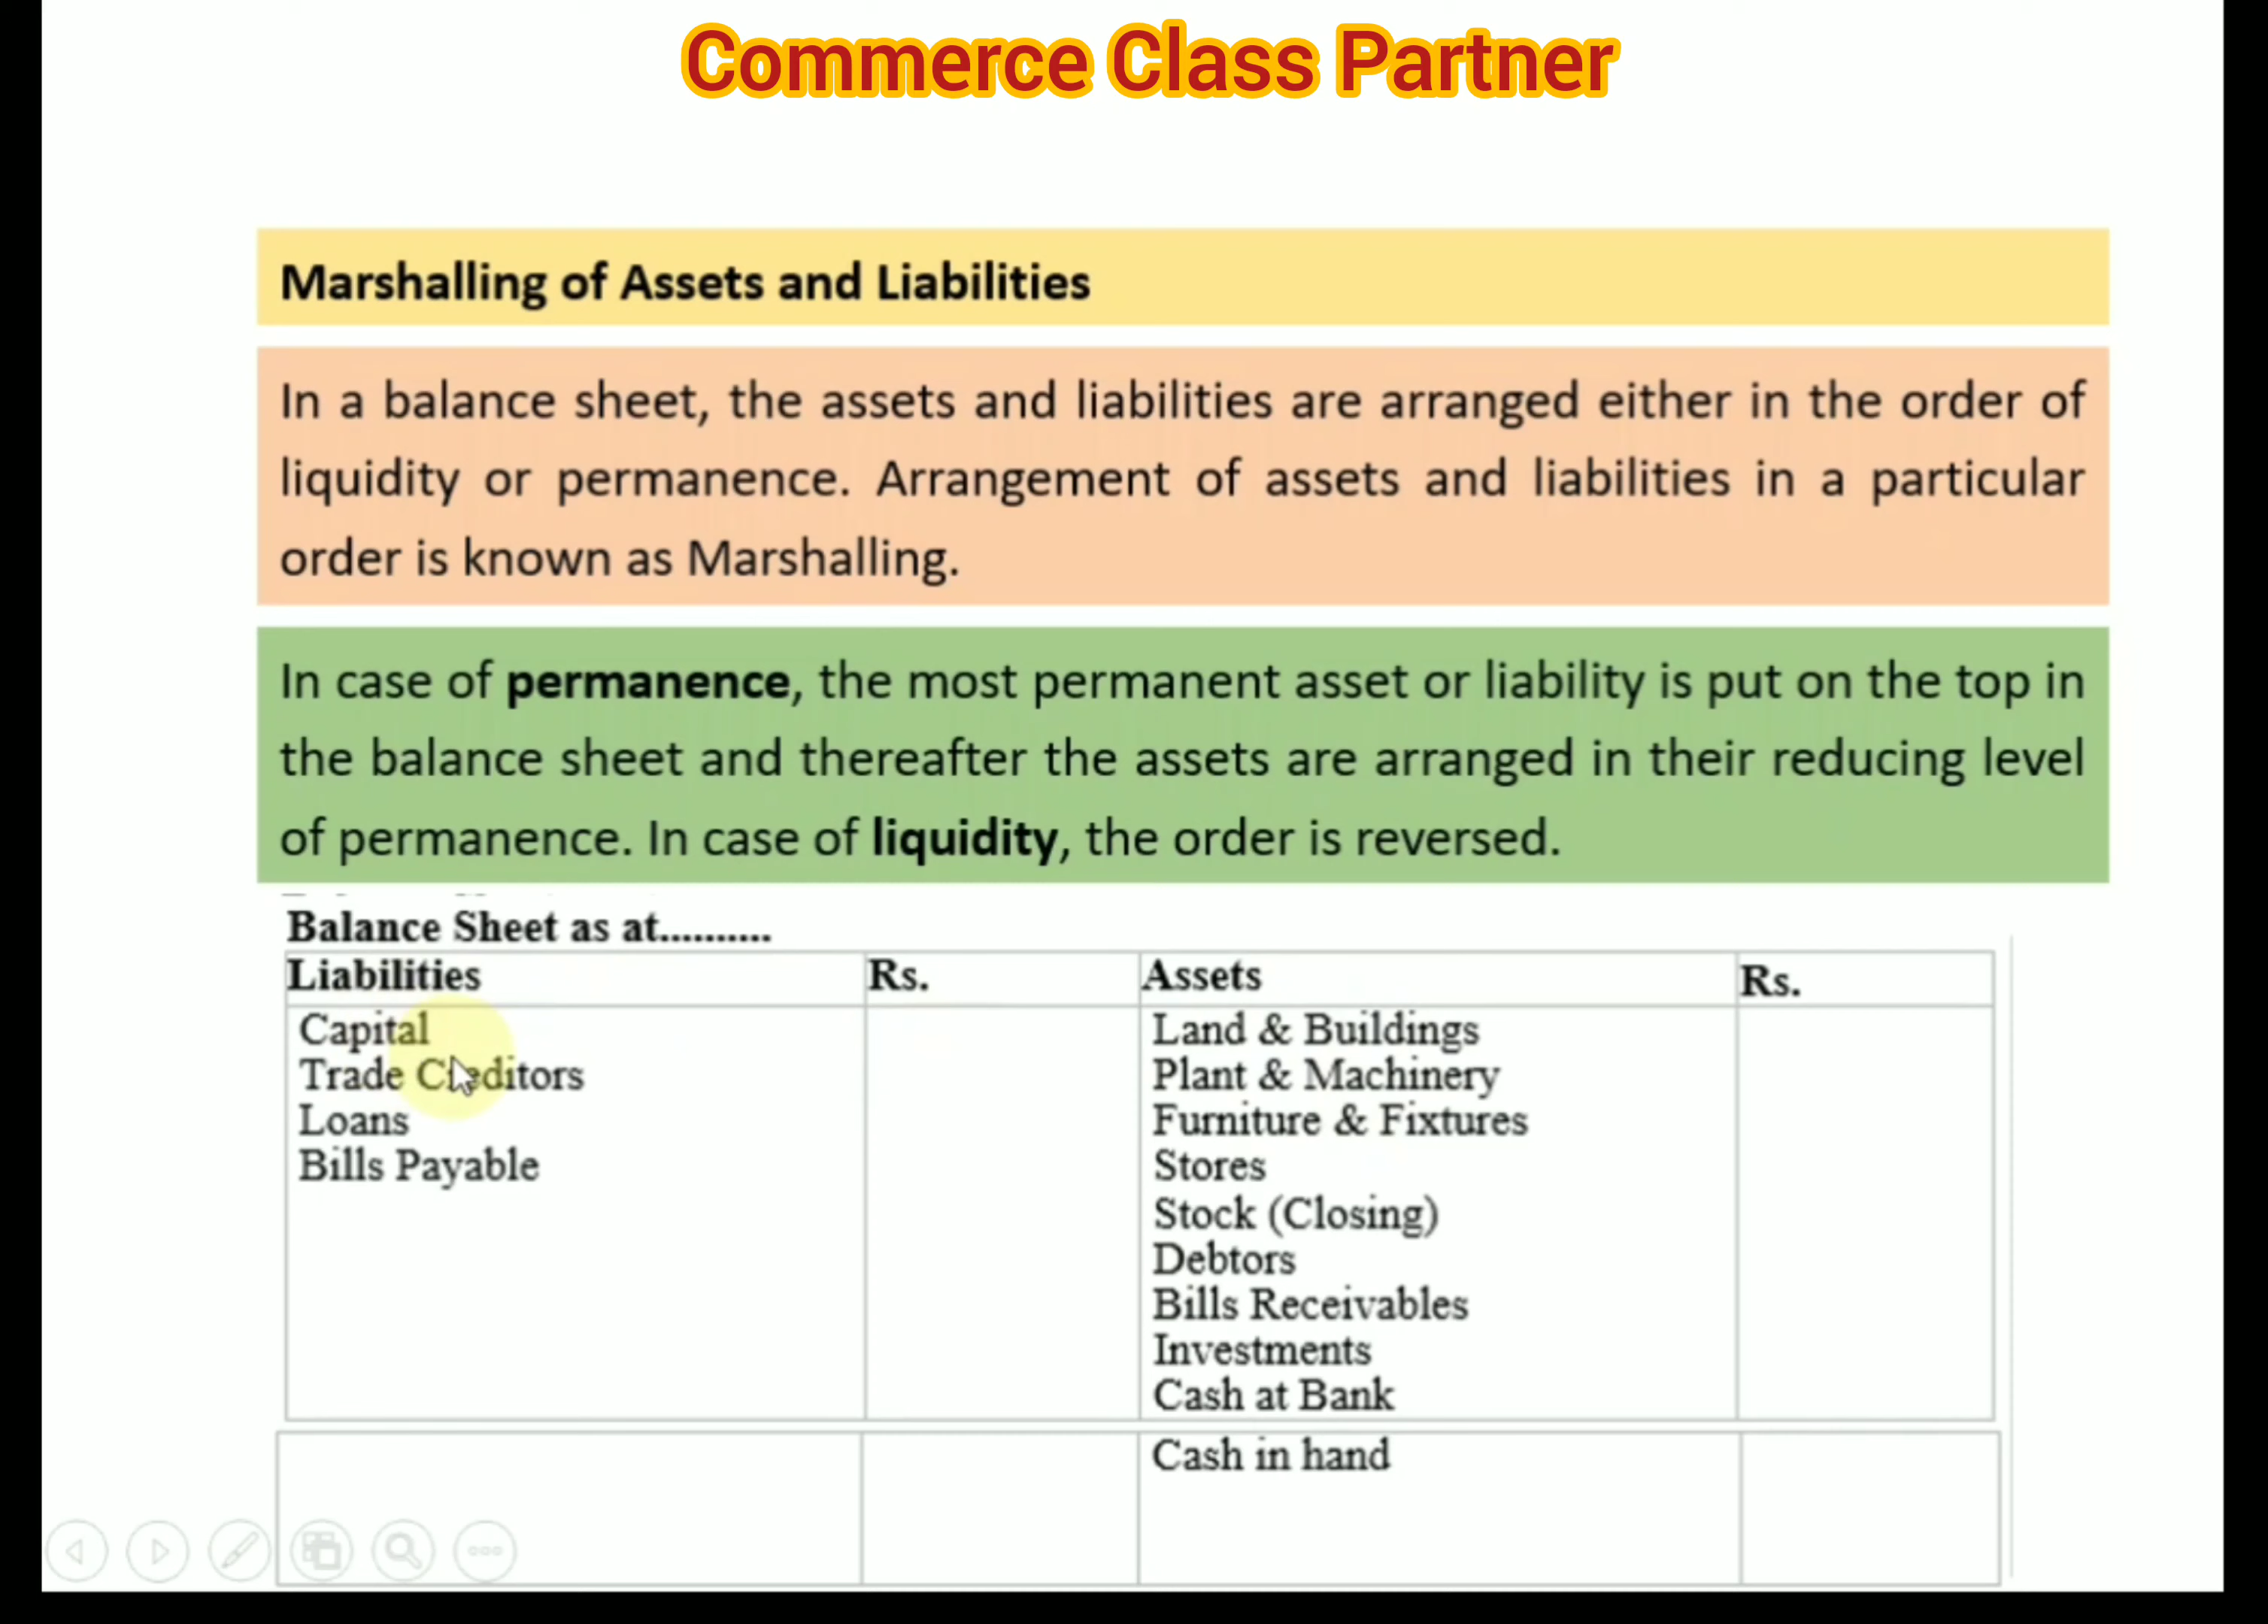 Commerce Class Partner
Marshalling of Assets and Liabilities
In a balance sheet, the assets and liabilities are arranged either in the order of
liquidity or permanence. Arrangement of assets and liabilities in a particular
order is known as Marshalling.
In case of permanence, the most permanent asset or liability is put on the top in
the balance sheet and thereafter the assets are arranged in their reducing level
of permanence. In case of liquidity, the order is reversed.
Balance Sheet as at..........
Liabilities Rs. Assets Rs.
Capital Land & Buildings
Trade Creditors Plant & Machinery
Loans Furniture & Fixtures
Bills Payable Stores
Stock (Closing)
Debtors
Bills Receivables
Investments
Cash at Bank
Cash in hand